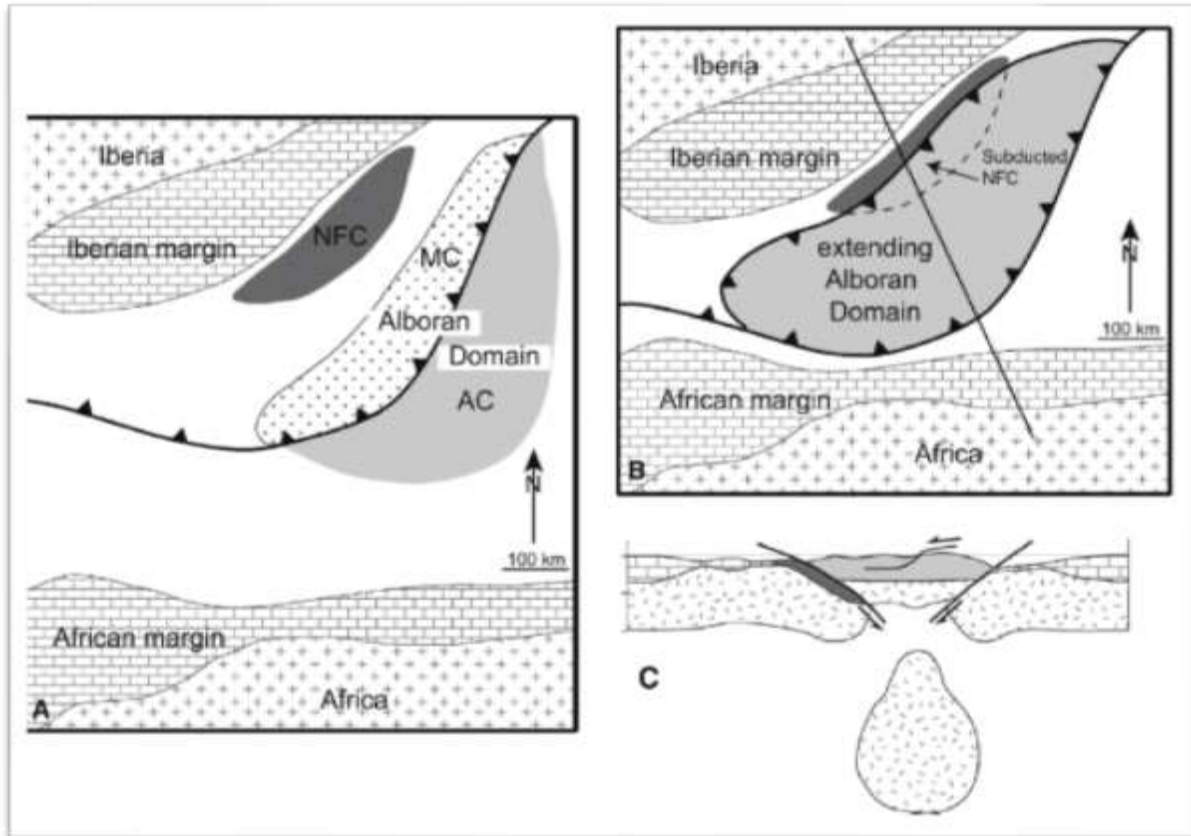 Iberia
Iberian margin
NFC
MC
Alboran
Domain
AC
N
100 km
African margin
Africa
A
Iberia
Iberian margin
Subducted
NFC
extending
Alboran
Domain
N
100 km
African margin
Africa
B
C